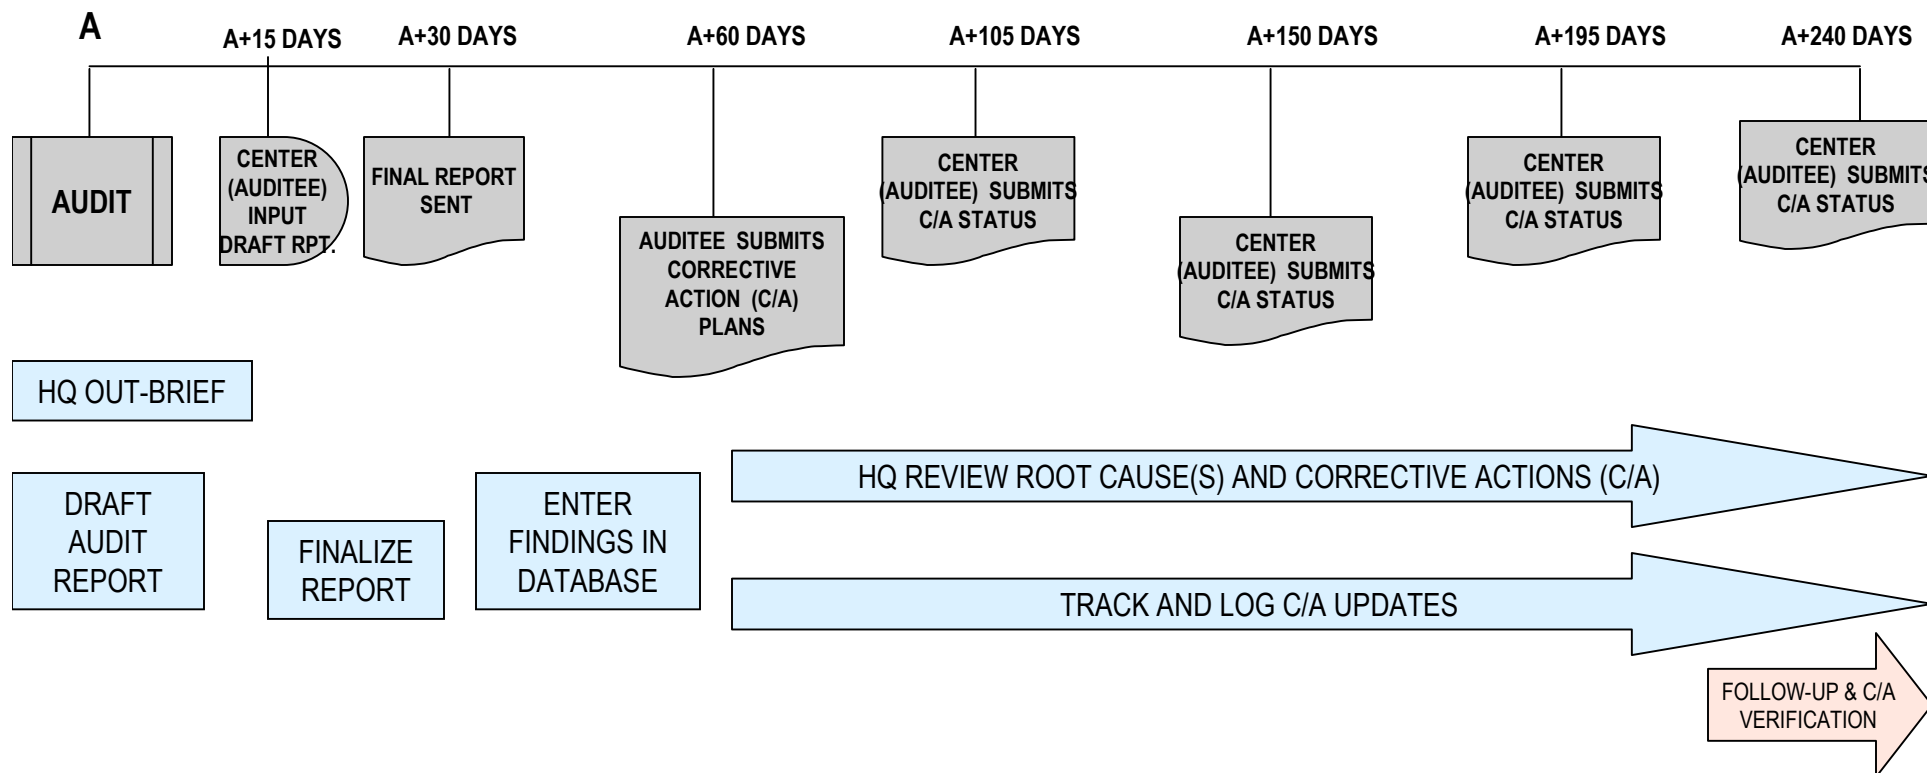 A
A+15 DAYS
A+30 DAYS
A+60 DAYS
A+105 DAYS
A+150 DAYS
A+195 DAYS
A+240 DAYS
AUDIT
CENTER
(AUDITEE)
INPUT
DRAFT RPT.
FINAL REPORT
SENT
AUDITEE SUBMITS
CORRECTIVE
ACTION (C/A)
PLANS
CENTER
(AUDITEE) SUBMITS
C/A STATUS
CENTER
(AUDITEE) SUBMITS
C/A STATUS
CENTER
(AUDITEE) SUBMITS
C/A STATUS
CENTER
(AUDITEE) SUBMITS
C/A STATUS
HQ OUT-BRIEF
DRAFT
AUDIT
REPORT
FINALIZE
REPORT
ENTER
FINDINGS IN
DATABASE
HQ REVIEW ROOT CAUSE(S) AND CORRECTIVE ACTIONS (C/A)
TRACK AND LOG C/A UPDATES
FOLLOW-UP & C/A
VERIFICATION